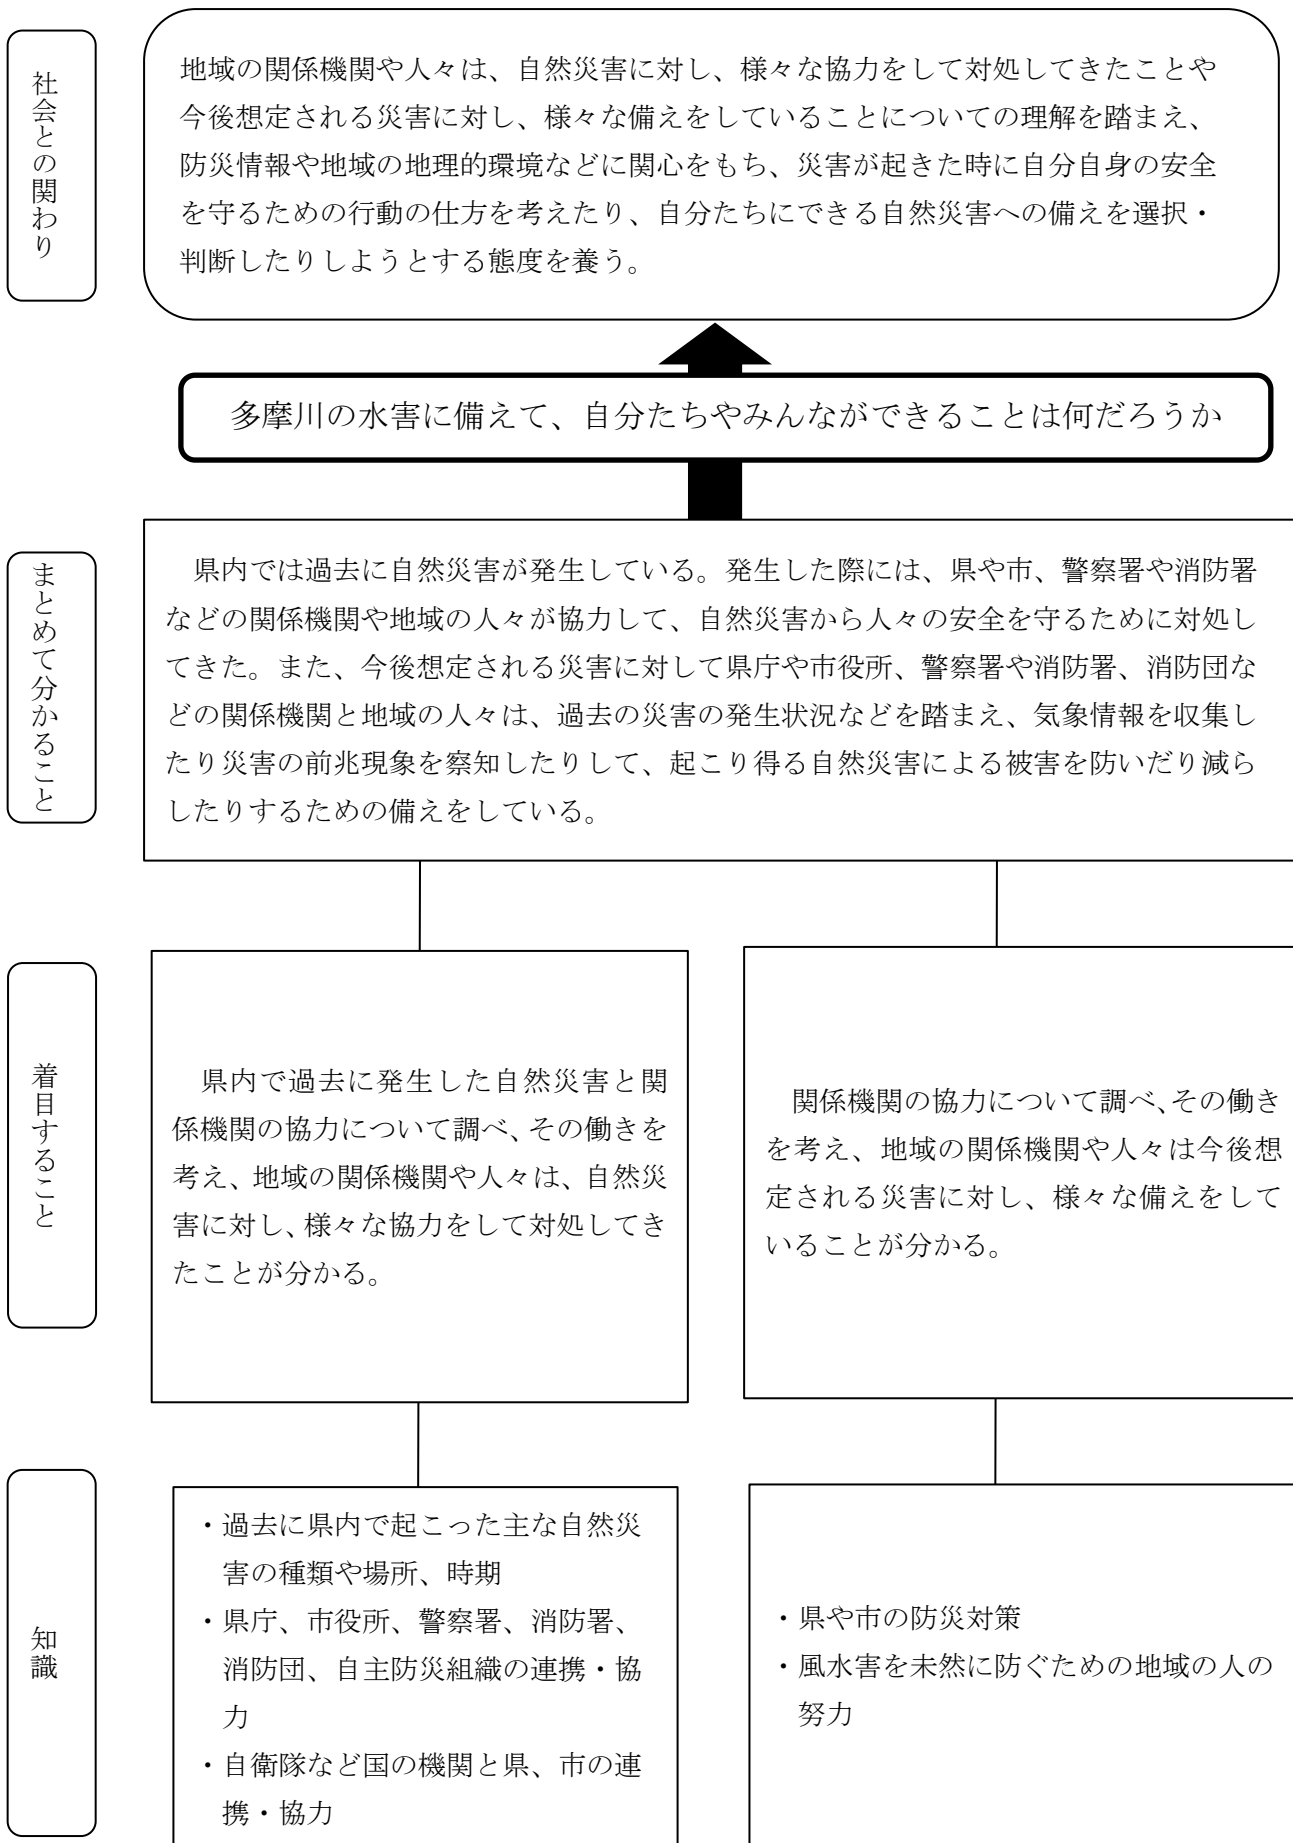 社会との関わり
地域の関係機関や人々は、自然災害に対し、様々な協力をして対処してきたことや
今後想定される災害に対し、様々な備えをしていることについての理解を踏まえ、
防災情報や地域の地理的環境などに関心をもち、災害が起きた時に自分自身の安全
を守るための行動の仕方を考えたり、自分たちにできる自然災害への備えを選択・
判断したりしようとする態度を養う。
多摩川の水害に備えて、自分たちやみんなができることは何だろうか
まとめて分かること
県内では過去に自然災害が発生している。発生した際には、県や市、警察署や消防署
などの関係機関や地域の人々が協力して、自然災害から人々の安全を守るために対処し
てきた。また、今後想定される災害に対して県庁や市役所、警察署や消防署、消防団な
どの関係機関と地域の人々は、過去の災害の発生状況などを踏まえ、気象情報を収集し
たり災害の前兆現象を察知したりして、起こり得る自然災害による被害を防いだり減ら
したりするための備えをしている。
着目すること
県内で過去に発生した自然災害と関
係機関の協力について調べ、その働きを
考え、地域の関係機関や人々は、自然災
害に対し、様々な協力をして対処してき
たことが分かる。
関係機関の協力について調べ、その働き
を考え、地域の関係機関や人々は今後想
定される災害に対し、様々な備えをして
いることが分かる。
知識
・過去に県内で起こった主な自然災
害の種類や場所、時期
・県庁、市役所、警察署、消防署、
消防団、自主防災組織の連携・協
力
・自衛隊など国の機関と県、市の連
携・協力
・県や市の防災対策
・風水害を未然に防ぐための地域の人の
努力